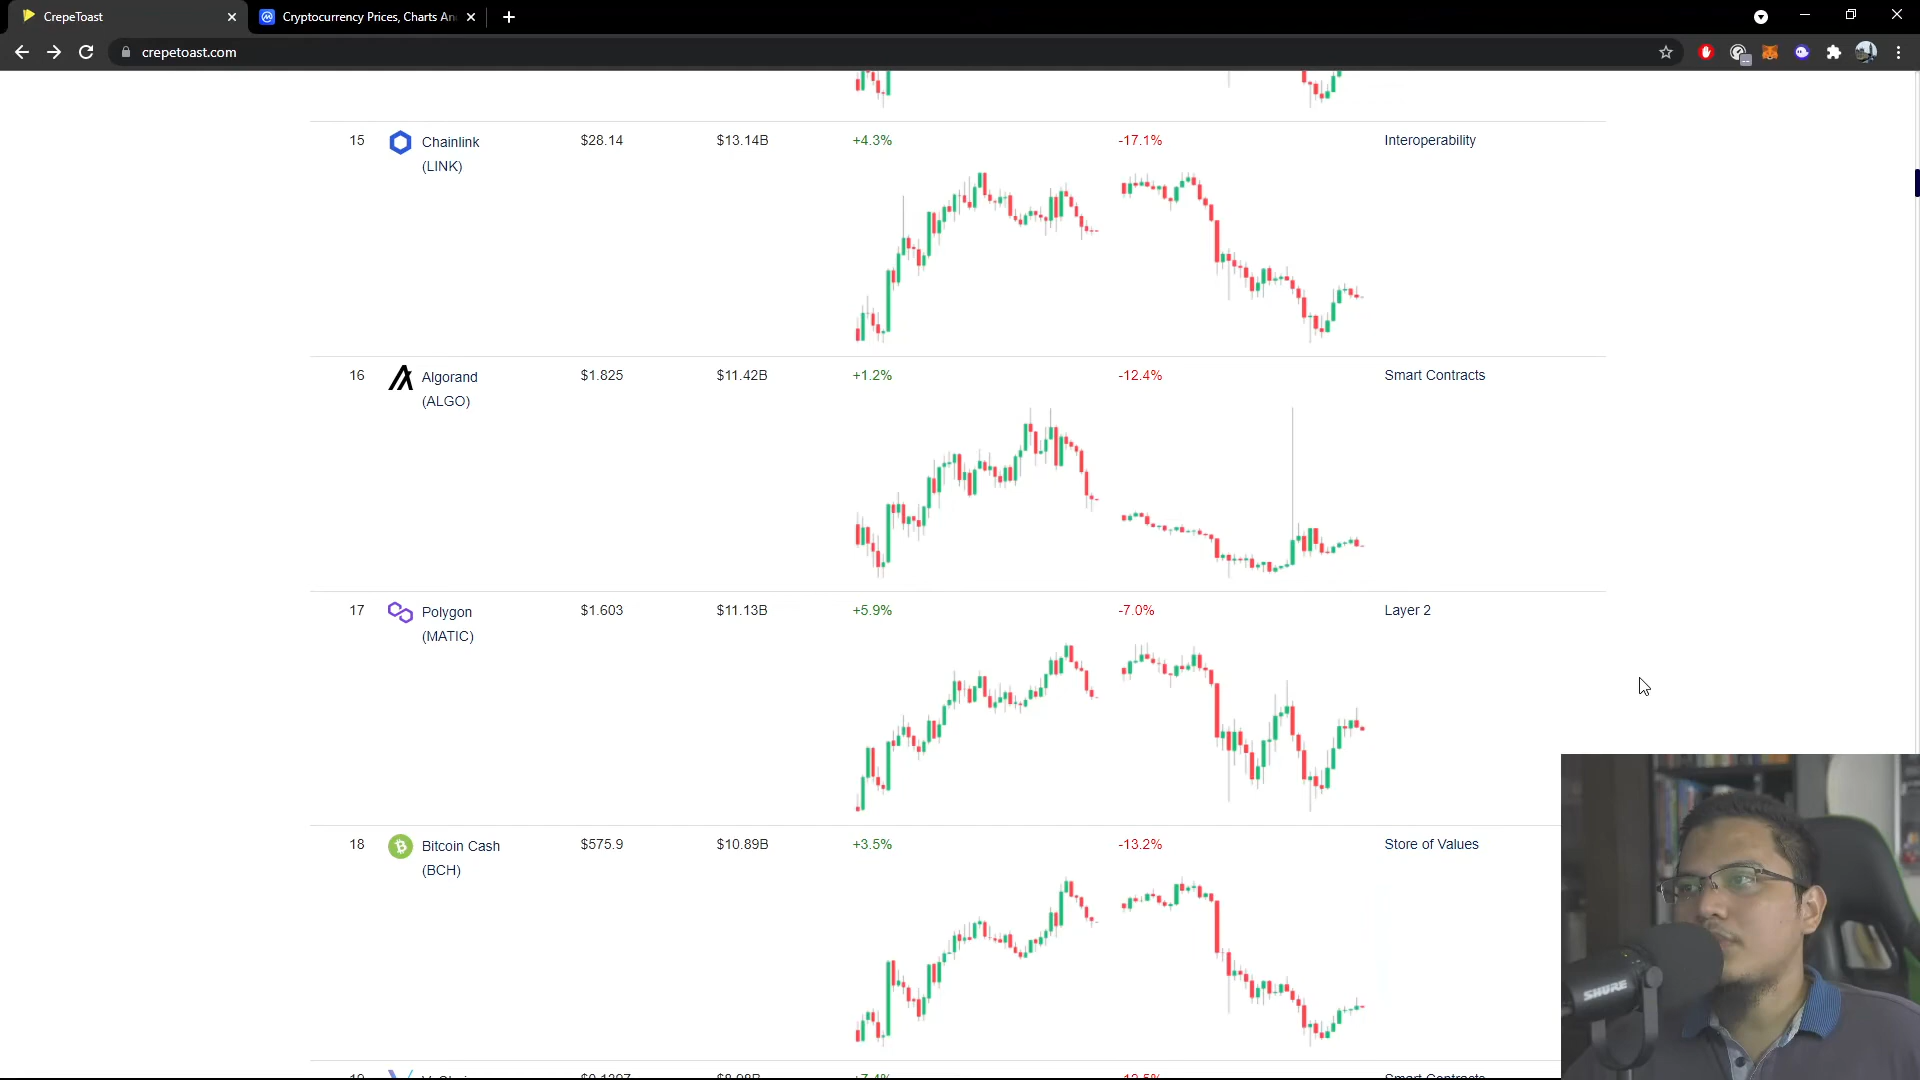 CrepeToast
Cryptocurrency Prices, Charts An
crepetoast.com
15 Chainlink $28.14 $13.14B +4.3% -17.1% Interoperability
(LINK)
16 Algorand $1.825 $11.42B +1.2% -12.4% Smart Contracts
(ALGO)
17 Polygon $1.603 $11.13B +5.9% -7.0% Layer 2
(MATIC)
18 Bitcoin Cash $575.9 $10.89B +3.5% -13.2% Store of Values
(BCH)
SHURE